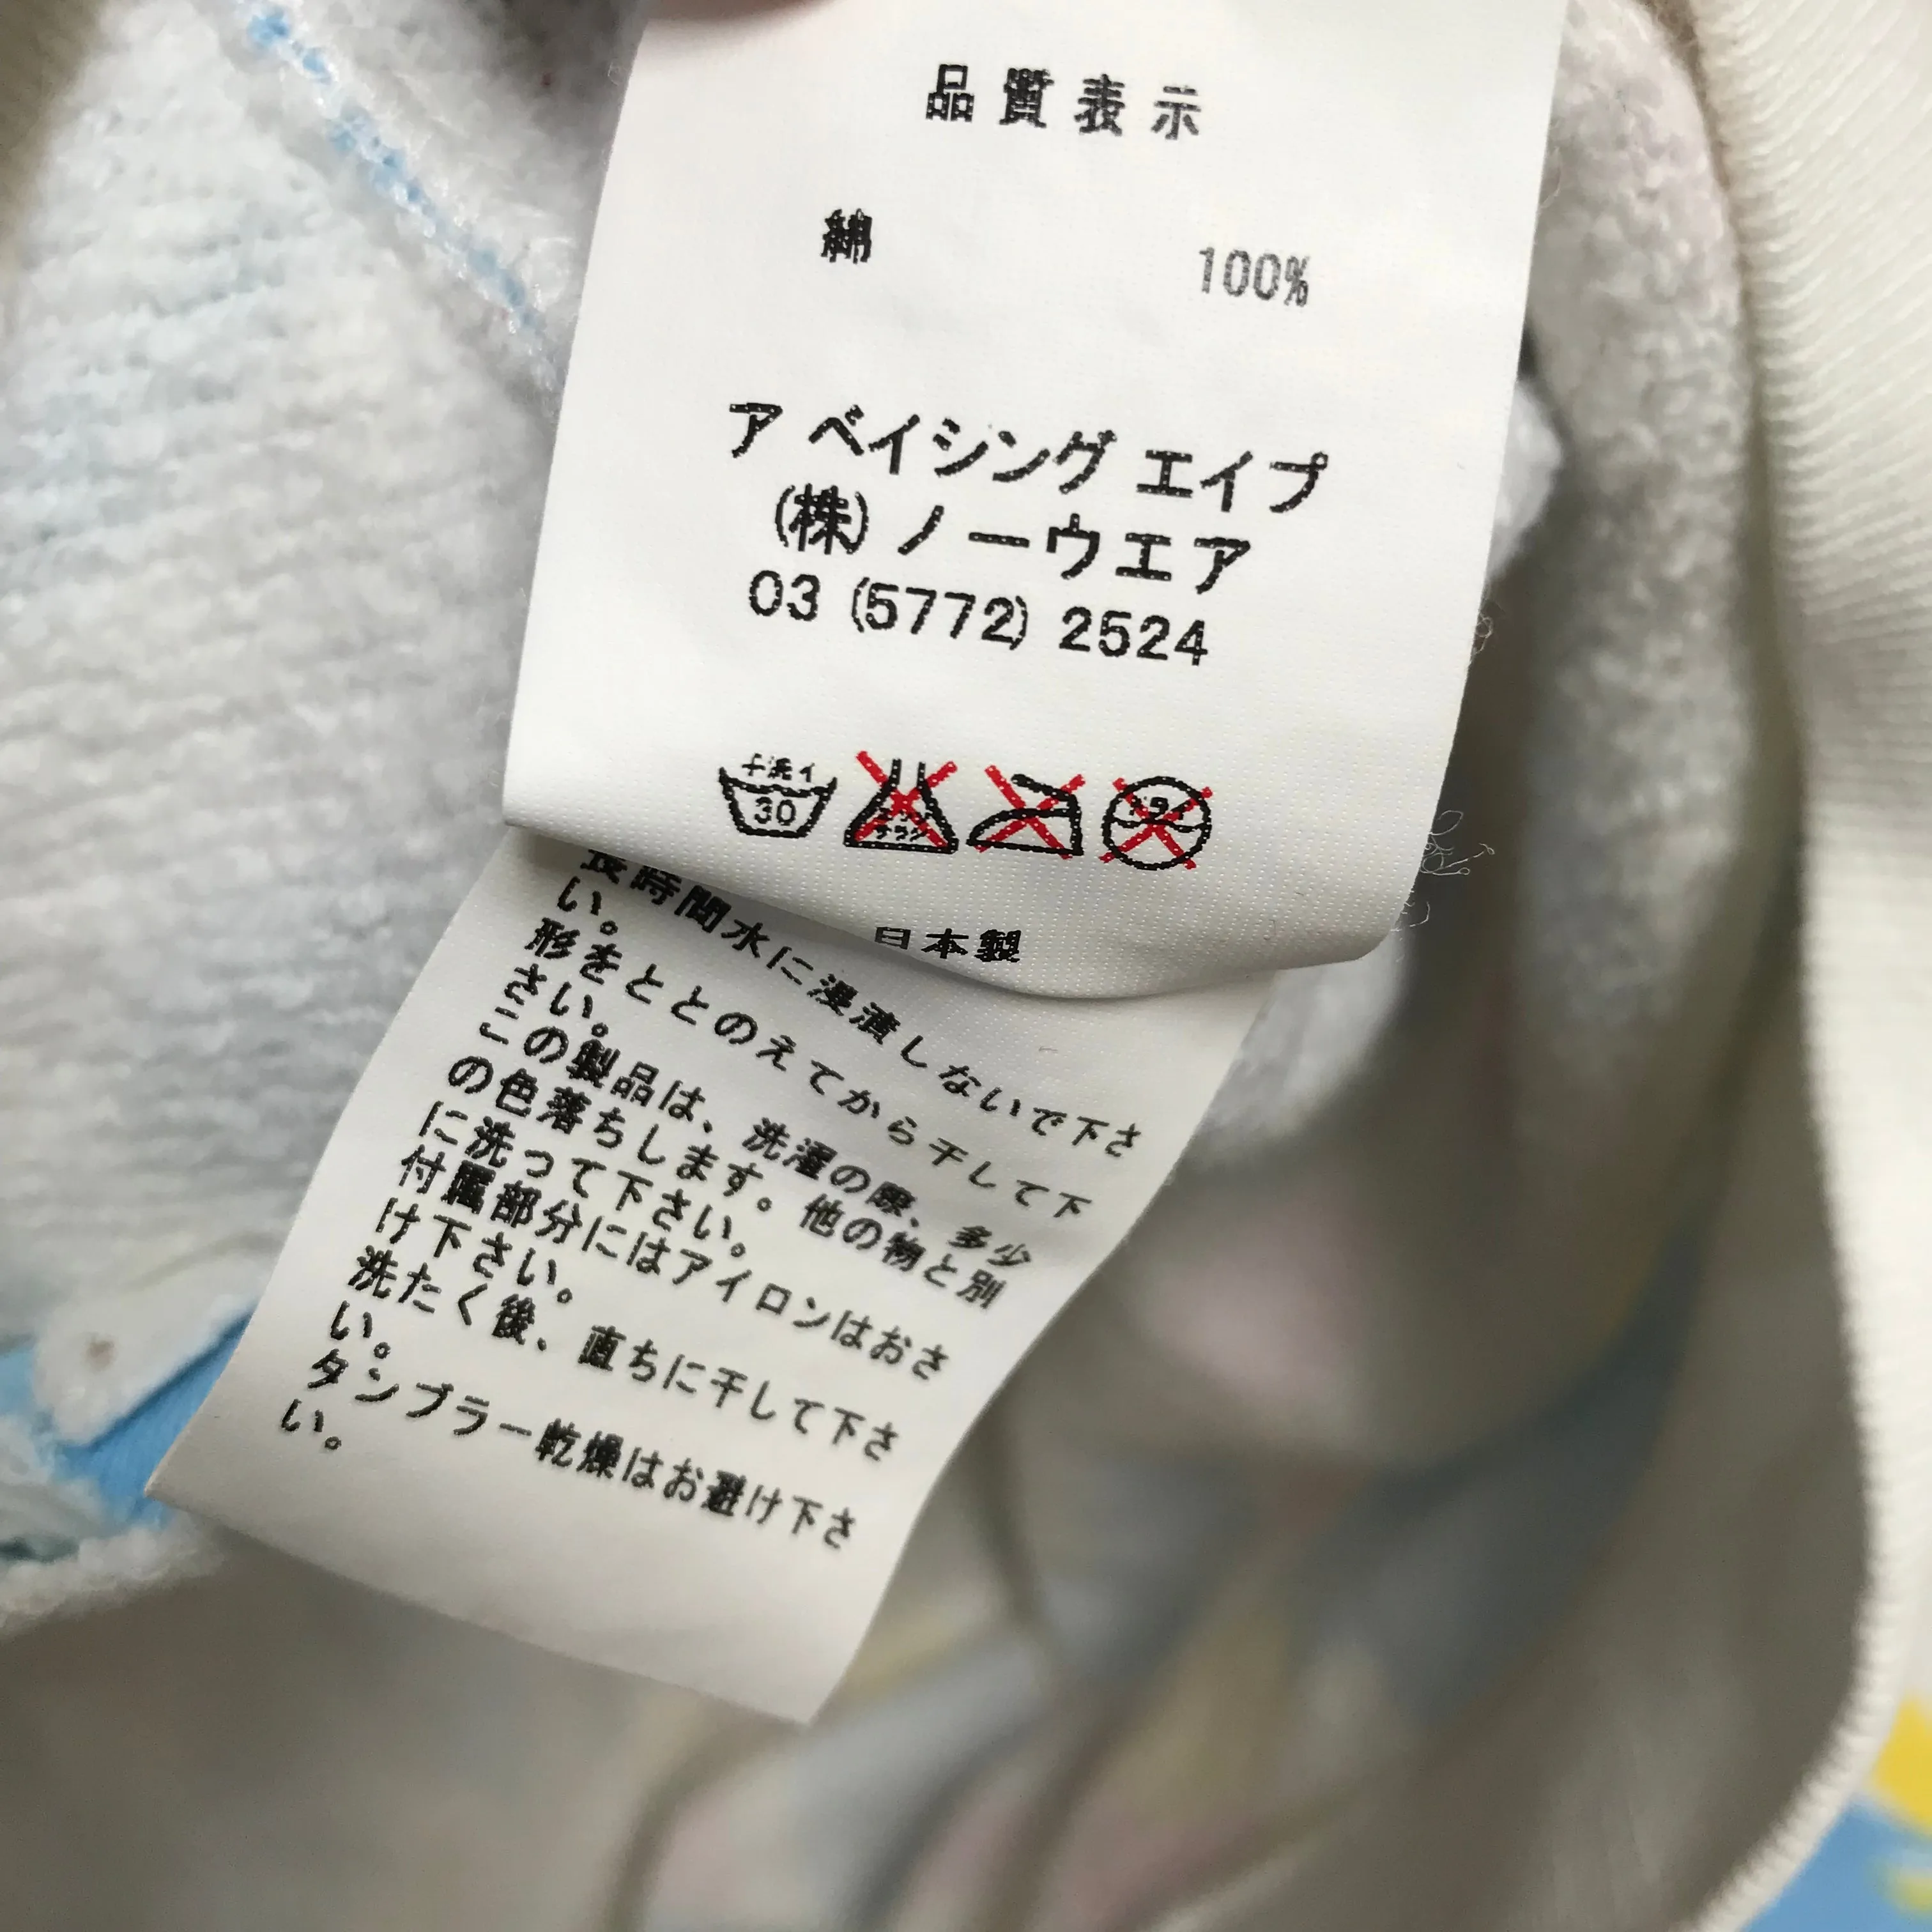 品質表示
綿 100%
ア ベイシング エイプ
(株) ノーウエア
03 (5772) 2524
手洗イ
30
日本製
長時間水に浸漬しないで下さ
い。
形をととのえてから干して下
さい。
この製品は、洗濯の際、多少
の色落ちします。他の物と別
に洗って下さい。
付属部分にはアイロンはおさ
け下さい。
洗たく後、直ちに干して下さ
い。
タンブラー乾燥はお避け下さ
い。